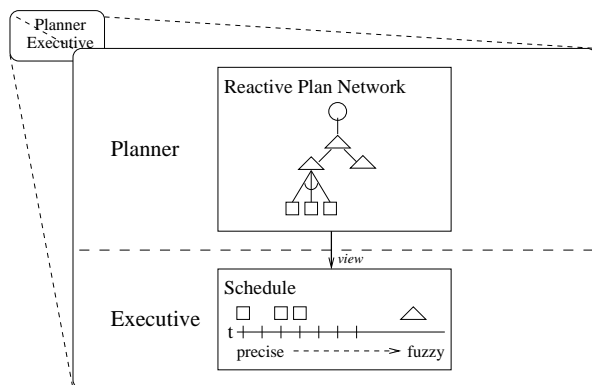 Planner
Executive
Reactive Plan Network
Planner
view
Schedule
Executive
t
precise fuzzy